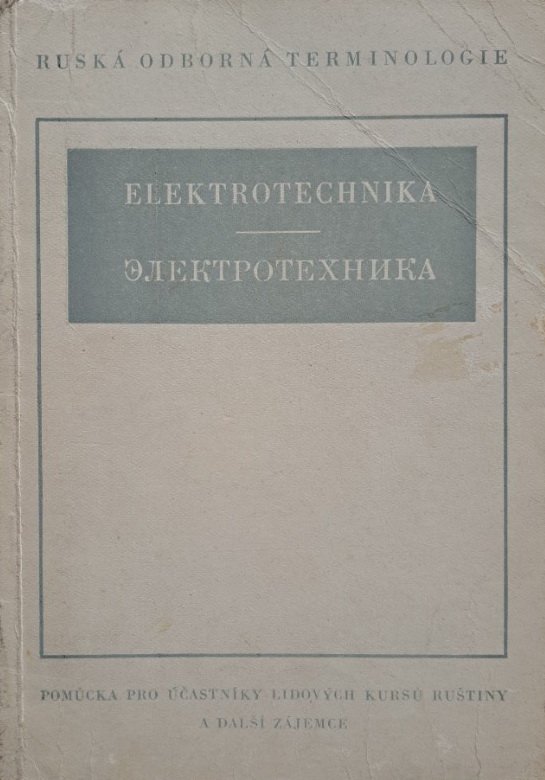 RUSKÁ ODBORNÁ TERMINOLOGIE
ELEKTROTECHNIKA
ЭЛЕКТРОТЕХНИКА
POMŮCKA PRO ÚČASTNÍKY LIDOVÝCH KURSŮ RUŠTINY
A DALŠÍ ZÁJEMCE